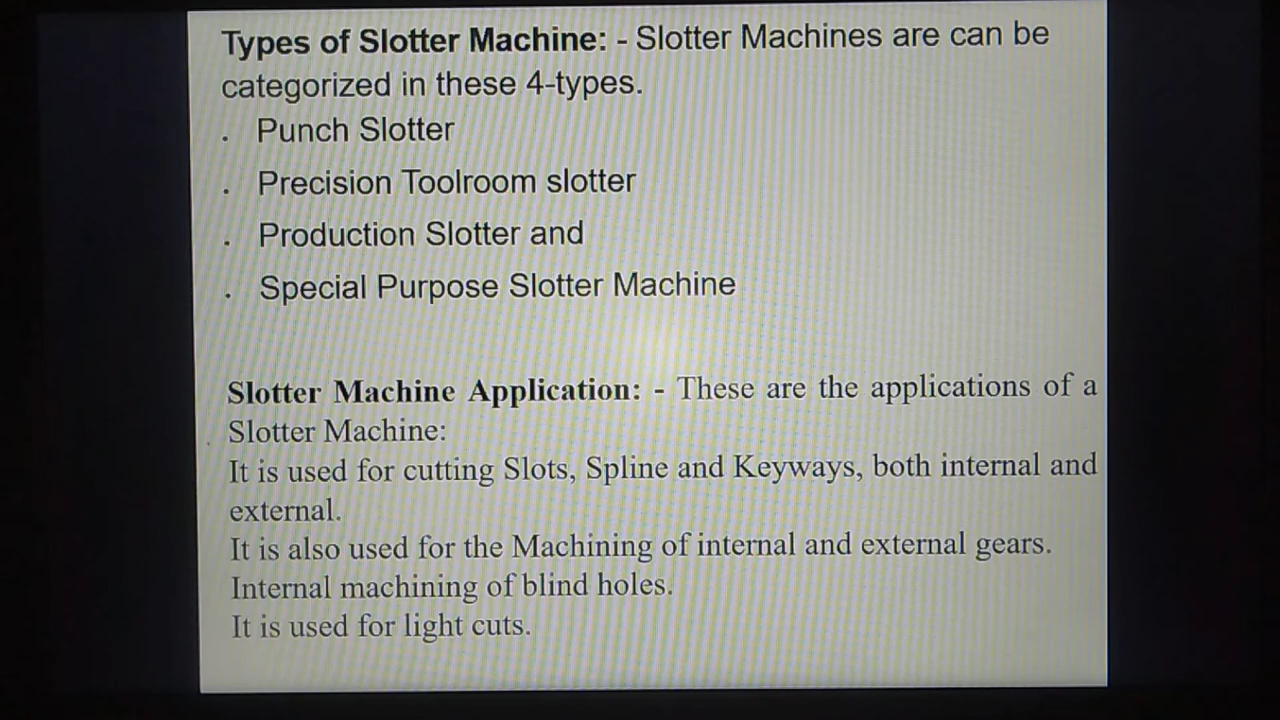 Types of Slotter Machine: - Slotter Machines are can be
categorized in these 4-types.
. Punch Slotter
. Precision Toolroom slotter
. Production Slotter and
. Special Purpose Slotter Machine
Slotter Machine Application: - These are the applications of a
Slotter Machine:
It is used for cutting Slots, Spline and Keyways, both internal and
external.
It is also used for the Machining of internal and external gears.
Internal machining of blind holes.
It is used for light cuts.